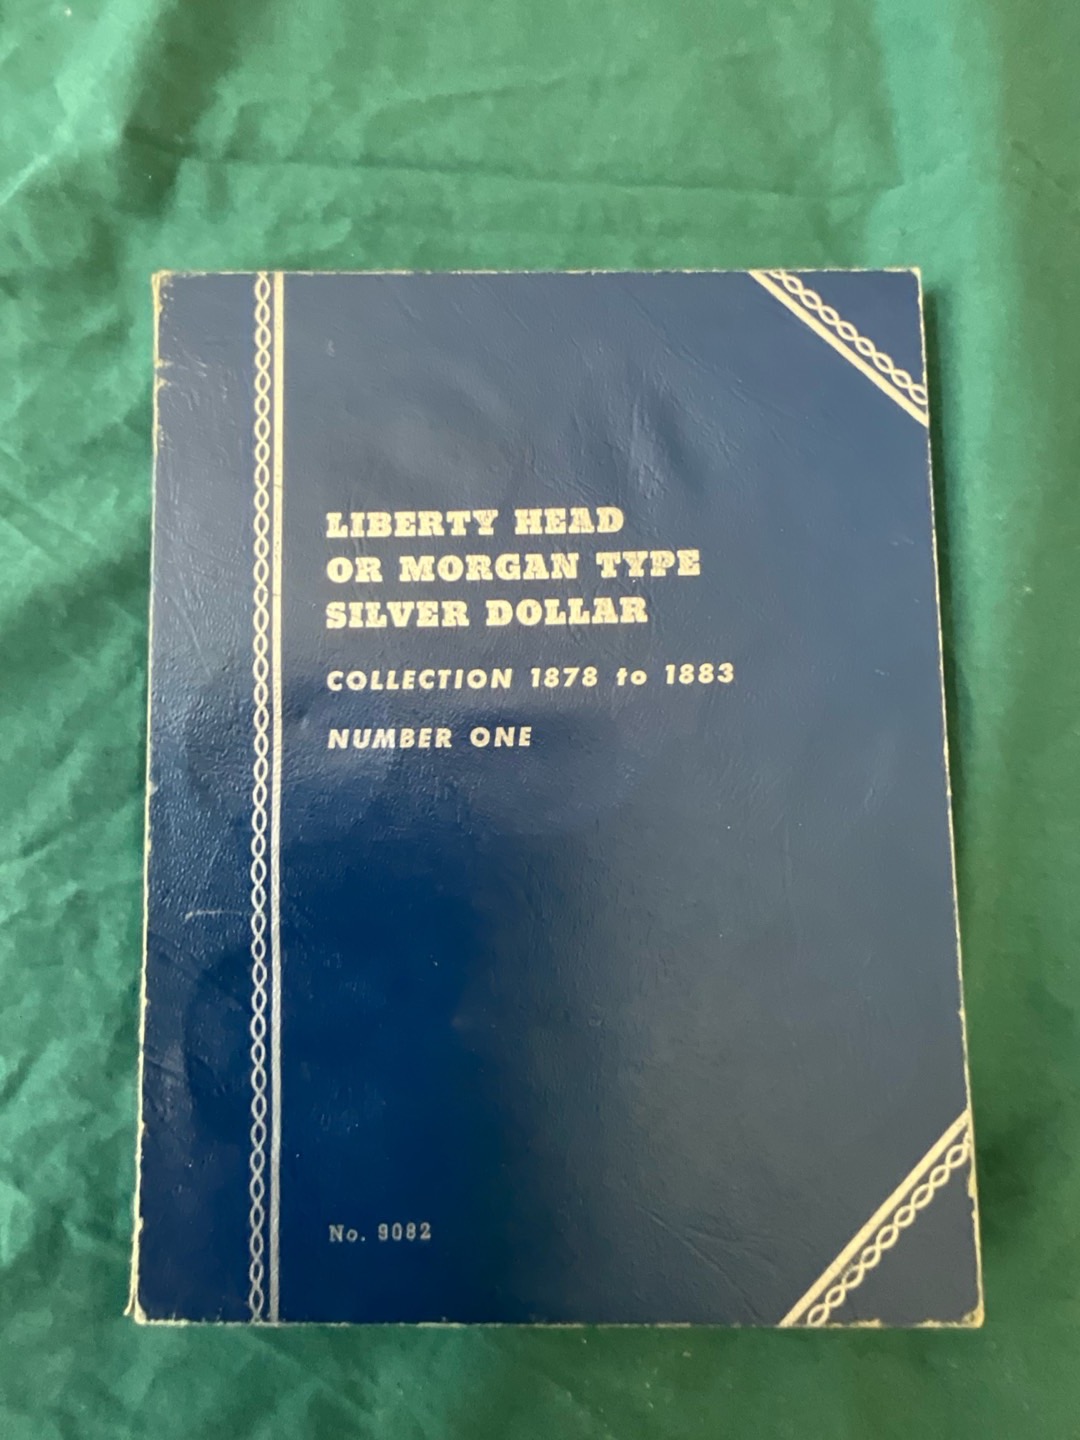 LIBERTY HEAD
OR MORGAN TYPE
SILVER DOLLAR
COLLECTION 1878 to 1883
NUMBER ONE
No. 9082